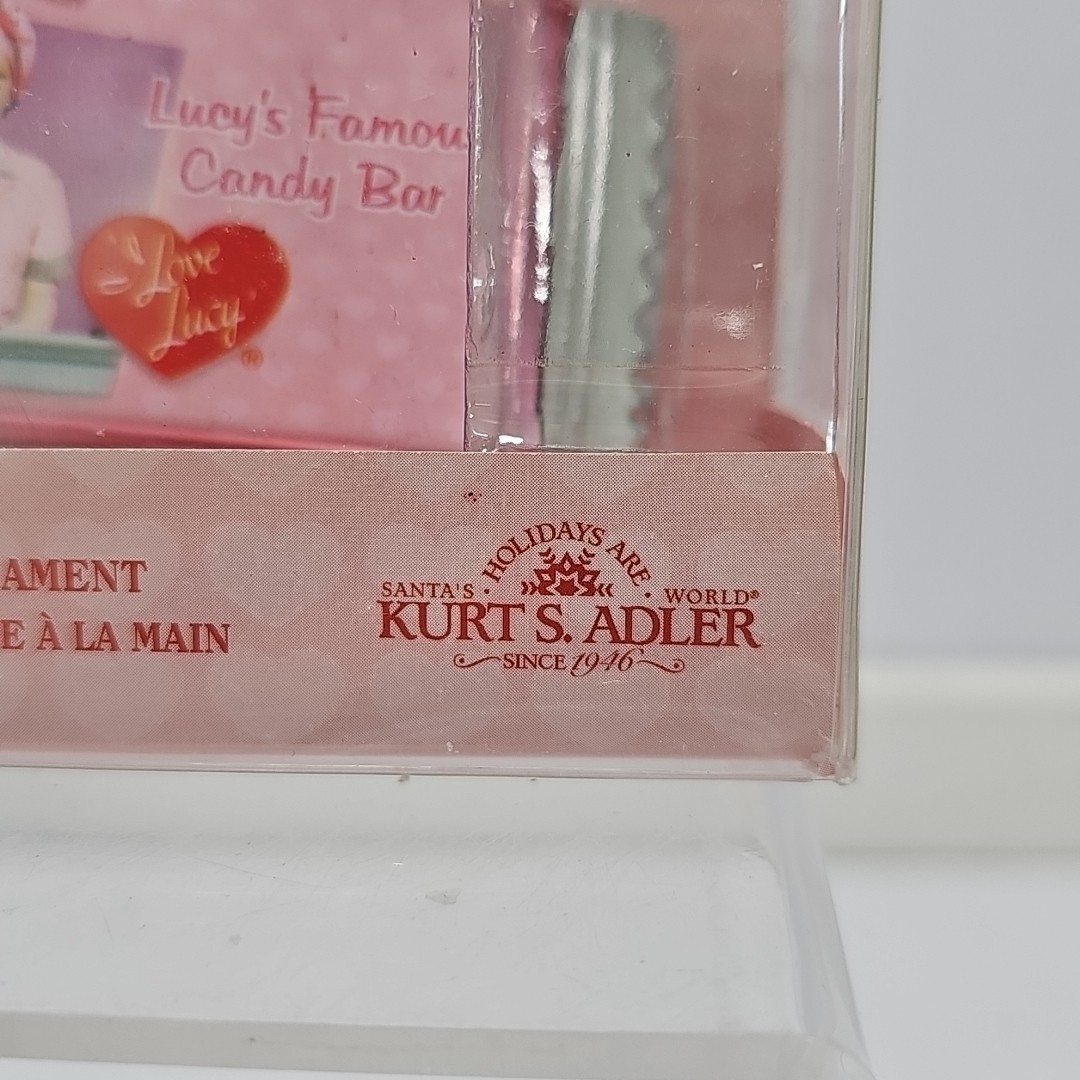 Lucy's Famou
Candy Bar
I Love
Lucy
®
AMENT
E À LA MAIN
HOLIDAYS ARE
SANTA'S · · WORLD®
KURT S. ADLER
SINCE 1946